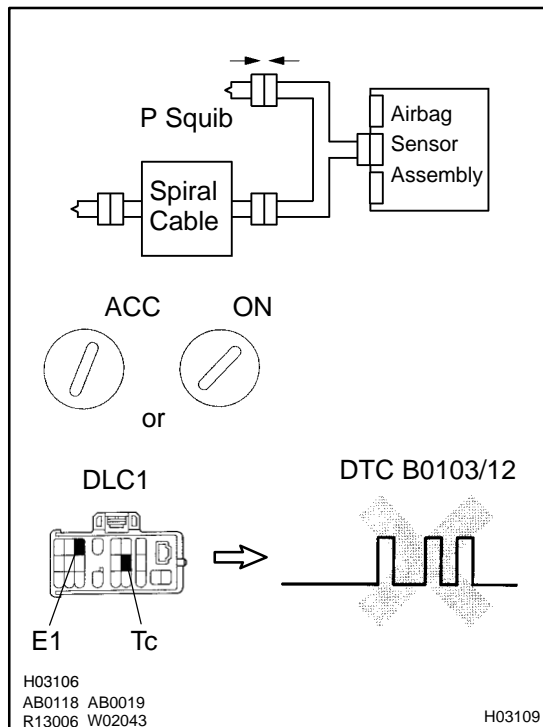 P Squib
Airbag
Sensor
Assembly
Spiral
Cable
ACC ON
or
DLC1
DTC B0103/12
E1 Tc
H03106
AB0118 AB0019
R13006 W02043
H03109